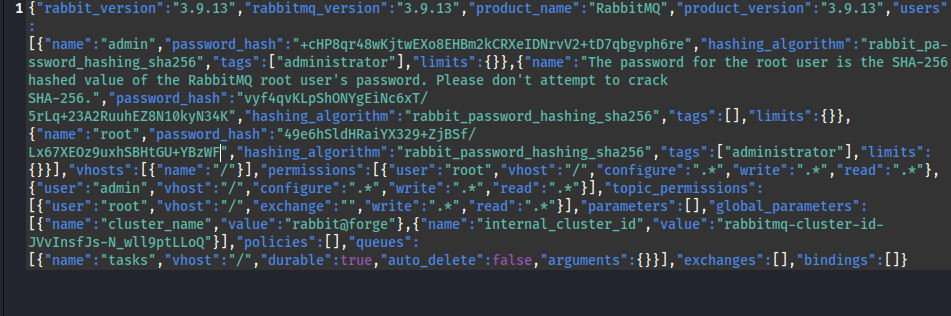 1 {"rabbit_version":"3.9.13","rabbitmq_version":"3.9.13","product_name":"RabbitMQ","product_version":"3.9.13","users"
:
[{"name":"admin","password_hash":"+cHP8qr48wKjtwEXo8EHBm2kCRXeIDNrvV2+tD7qbgvph6re","hashing_algorithm":"rabbit_pa-
ssword_hashing_sha256","tags":["administrator"],"limits":{}},{"name":"The password for the root user is the SHA-256
hashed value of the RabbitMQ root user's password. Please don't attempt to crack
SHA-256.","password_hash":"vyf4qvKLpShONYgEiNc6xT/
5rLq+23A2RuuhEZ8N10kyN34K","hashing_algorithm":"rabbit_password_hashing_sha256","tags":[],"limits":{}},
{"name":"root","password_hash":"49e6hSldHRaiYX329+ZjBSf/
Lx67XEOz9uxhSBHtGU+YBzWF","hashing_algorithm":"rabbit_password_hashing_sha256","tags":["administrator"],"limits":
{}}],"vhosts":[{"name":"/"}],"permissions":[{"user":"root","vhost":"/","configure":".*","write":".*","read":".*"},
{"user":"admin","vhost":"/","configure":".*","write":".*","read":".*"}],"topic_permissions":
[{"user":"root","vhost":"/","exchange":"","write":".*","read":".*"}],"parameters":[],"global_parameters":
[{"name":"cluster_name","value":"rabbit@forge"},{"name":"internal_cluster_id","value":"rabbitmq-cluster-id-
JVvInsfJs-N_wll9ptLLoQ"}],"policies":[],"queues":
[{"name":"tasks","vhost":"/","durable":true,"auto_delete":false,"arguments":{}}],"exchanges":[],"bindings":[]}